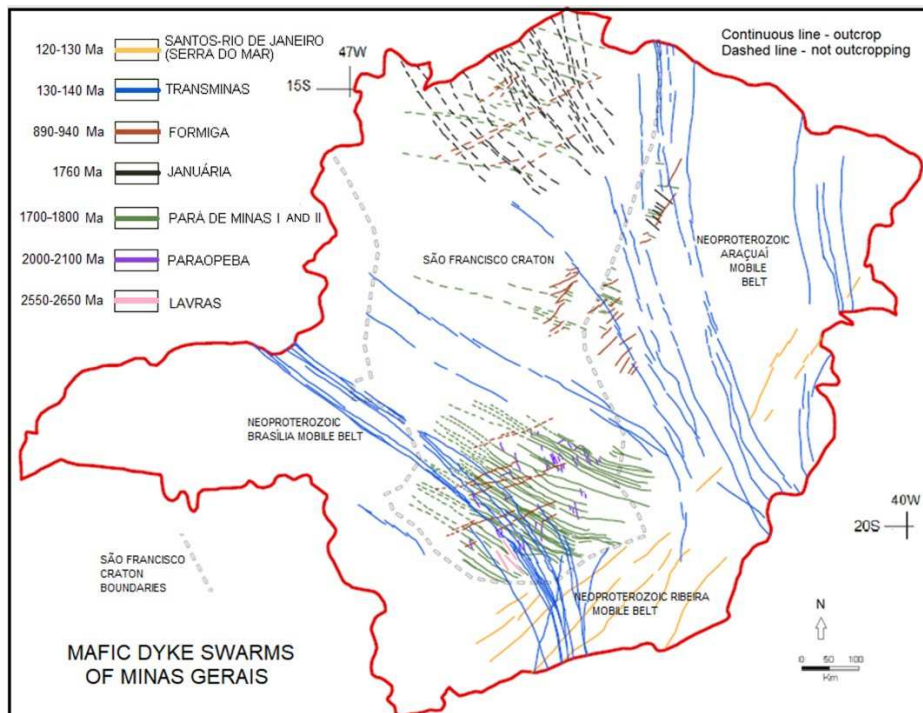 120-130 Ma
SANTOS-RIO DE JANEIRO
(SERRA DO MAR)
130-140 Ma
TRANSMINAS
890-940 Ma
FORMIGA
1760 Ma
JANUÁRIA
1700-1800 Ma
PARÁ DE MINAS I AND II
2000-2100 Ma
PARAOPEBA
2550-2650 Ma
LAVRAS
47W
15S
Continuous line - outcrop
Dashed line - not outcropping
SÃO FRANCISCO CRATON
NEOPROTEROZOIC
ARAÇUAÍ
MOBILE
BELT
NEOPROTEROZOIC
BRASÍLIA MOBILE BELT
40W
20S
SÃO FRANCISCO
CRATON
BOUNDARIES
NEOPROTEROZOIC RIBEIRA
MOBILE BELT
MAFIC DYKE SWARMS
OF MINAS GERAIS
N
0 50 100
Km